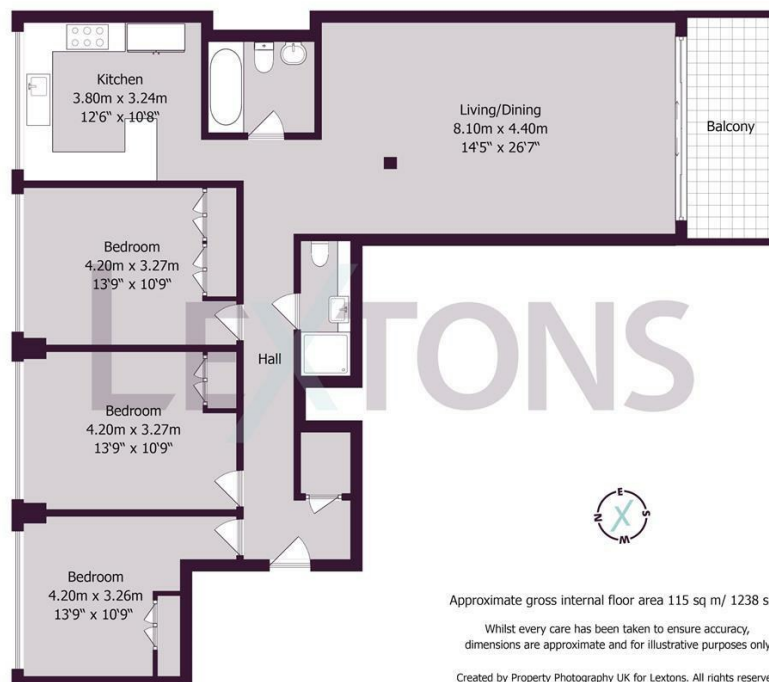 Kitchen
3.80m x 3.24m
12'6“ x 10'8“
Living/Dining
8.10m x 4.40m
14'5“ x 26'7“
Balcony
Bedroom
4.20m x 3.27m
13'9“ x 10'9“
LEXTONS
Hall
Bedroom
4.20m x 3.27m
13'9“ x 10'9“
Bedroom
4.20m x 3.26m
13'9“ x 10'9“
E
N X S
W
Approximate gross internal floor area 115 sq m/ 1238 s
Whilst every care has been taken to ensure accuracy,
dimensions are approximate and for illustrative purposes only
Created by Property Photography UK for Lextons. All rights reserve